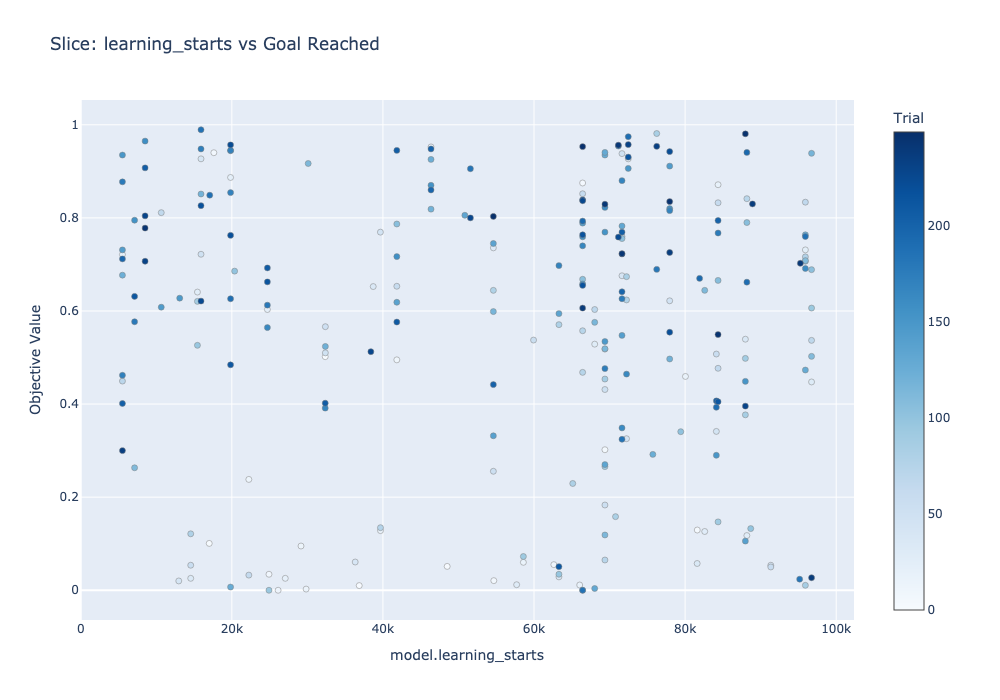 Slice: learning_starts vs Goal Reached
Trial
1
0.8
0.6
0.4
0.2
0
Objective Value
0
20k
40k
60k
80k
100k
model.learning_starts
200
150
100
50
0